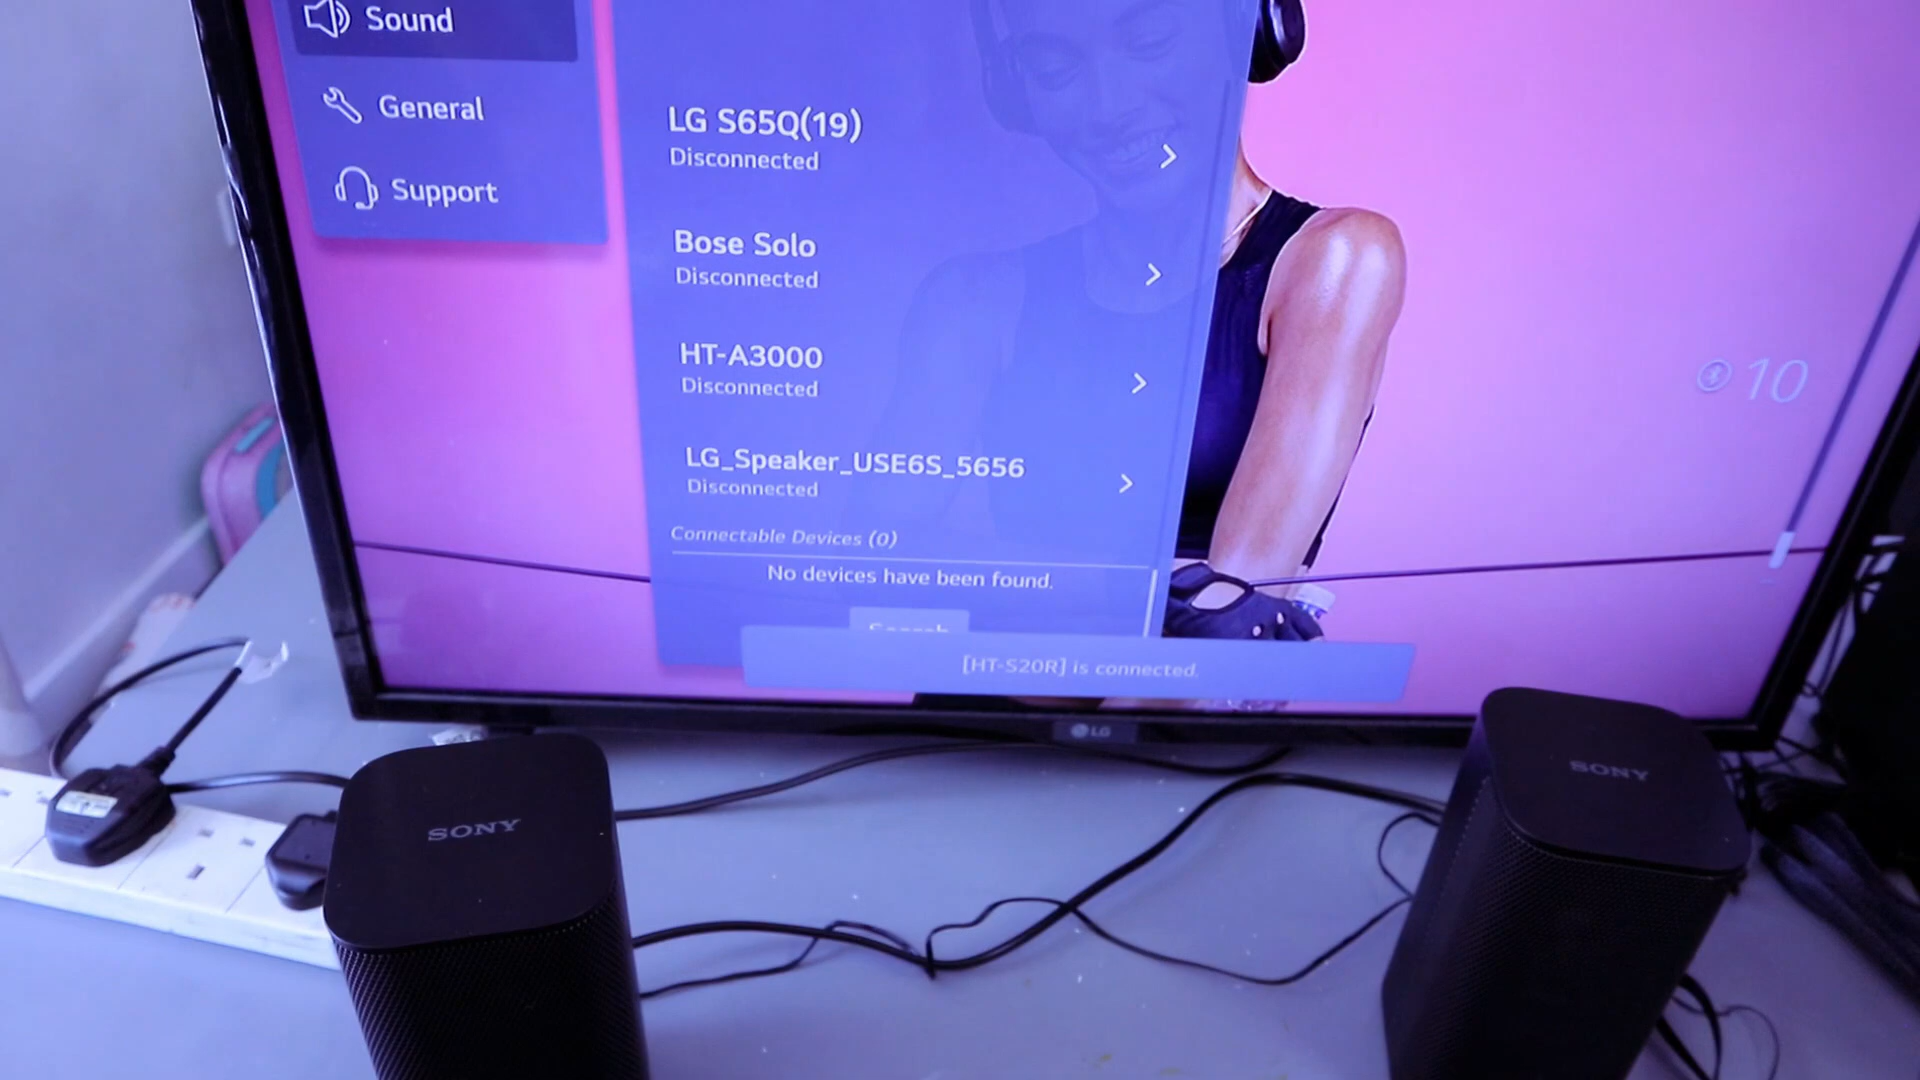 Sound
General
Support
LG S65Q(19)
Disconnected
Bose Solo
Disconnected
HT-A3000
Disconnected
LG_Speaker_USE6S_5656
Disconnected
Connectable Devices (0)
No devices have been found.
Search
[HT-S20R] is connected.
10
LG
SONY
SONY